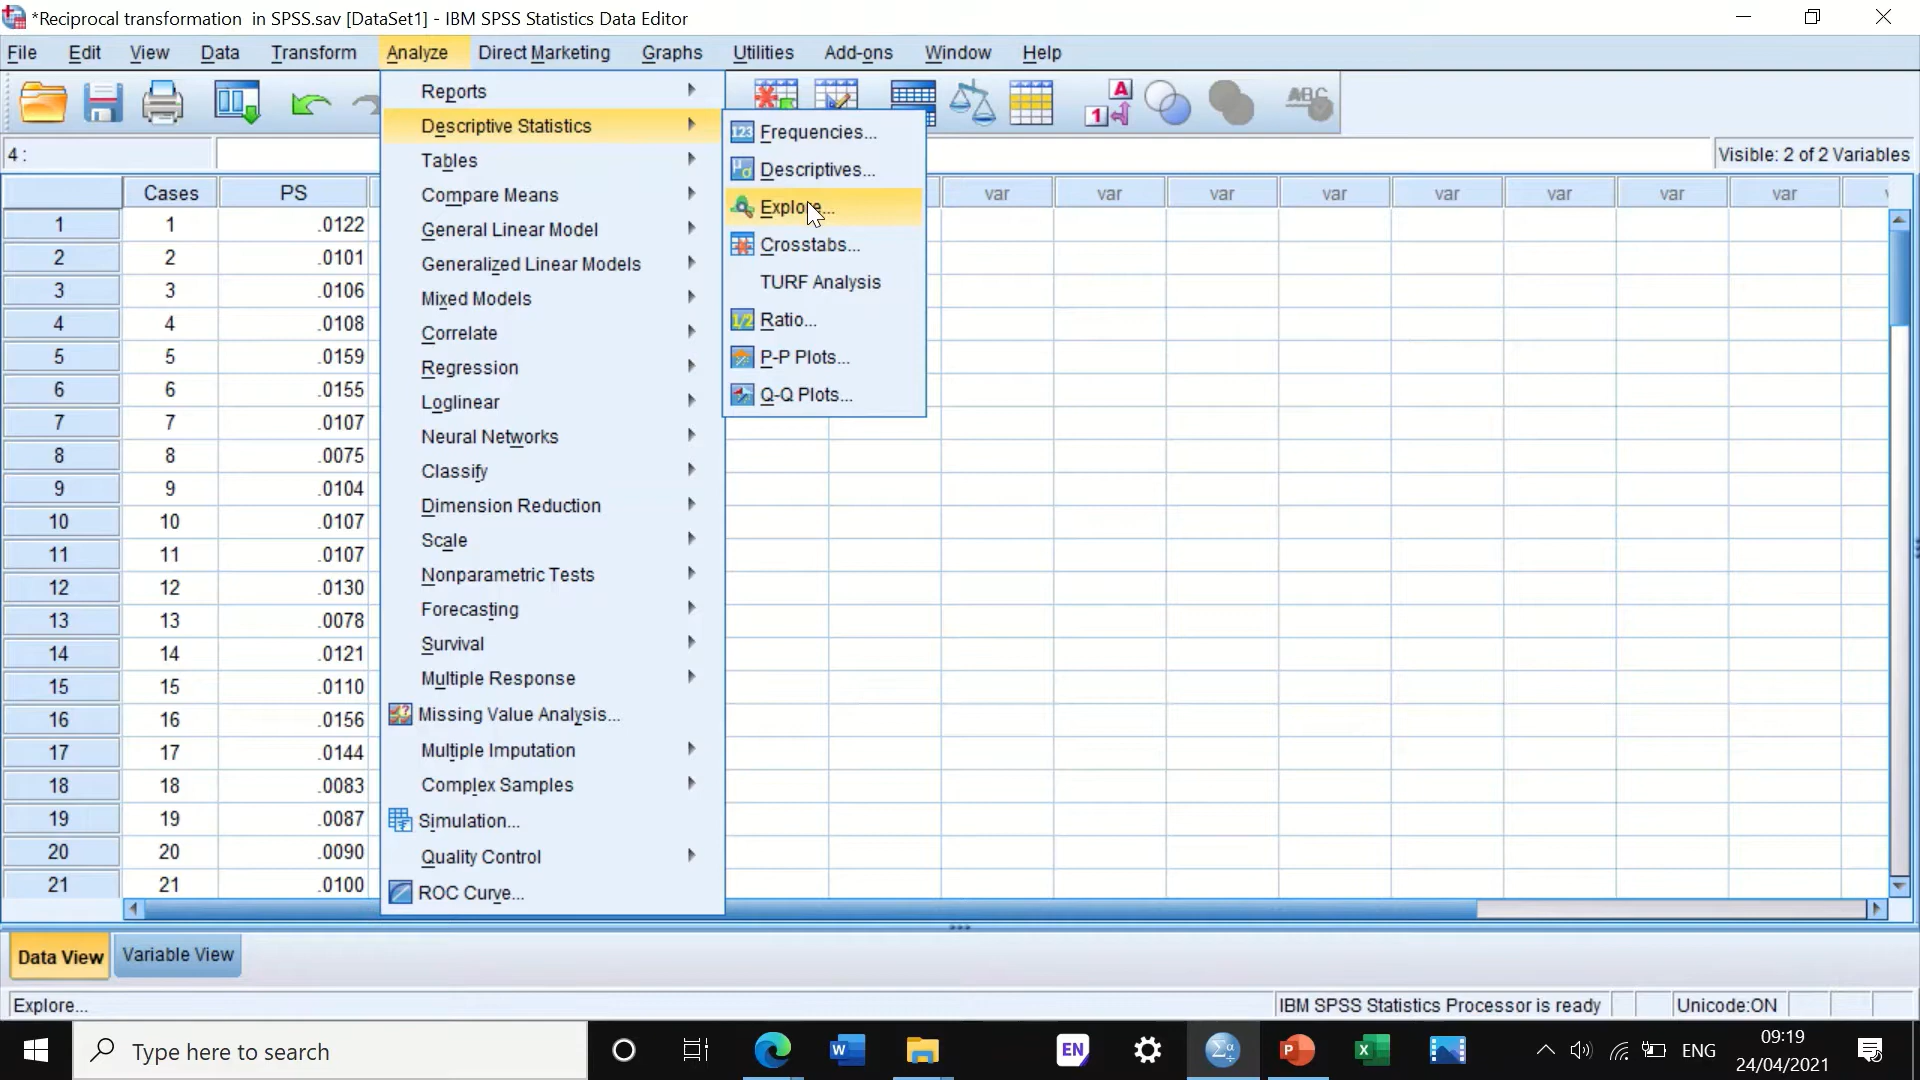 *Reciprocal transformation  in SPSS.sav [DataSet1] - IBM SPSS Statistics Data Editor
File Edit View Data Transform Analyze Direct Marketing Graphs Utilities Add-ons Window Help
4 :
Visible: 2 of 2 Variables
Cases PS var var var var var var var var
1 1 .0122
2 2 .0101
3 3 .0106
4 4 .0108
5 5 .0159
6 6 .0155
7 7 .0107
8 8 .0075
9 9 .0104
10 10 .0107
11 11 .0107
12 12 .0130
13 13 .0078
14 14 .0121
15 15 .0110
16 16 .0156
17 17 .0144
18 18 .0083
19 19 .0087
20 20 .0090
21 21 .0100
Reports
Descriptive Statistics
Tables
Compare Means
General Linear Model
Generalized Linear Models
Mixed Models
Correlate
Regression
Loglinear
Neural Networks
Classify
Dimension Reduction
Scale
Nonparametric Tests
Forecasting
Survival
Multiple Response
Missing Value Analysis...
Multiple Imputation
Complex Samples
Simulation...
Quality Control
ROC Curve...
Frequencies...
Descriptives...
Explore...
Crosstabs...
TURF Analysis
Ratio...
P-P Plots...
Q-Q Plots...
Data View Variable View
Explore...
IBM SPSS Statistics Processor is ready
Unicode:ON
Type here to search
EN
ENG
09:19
24/04/2021